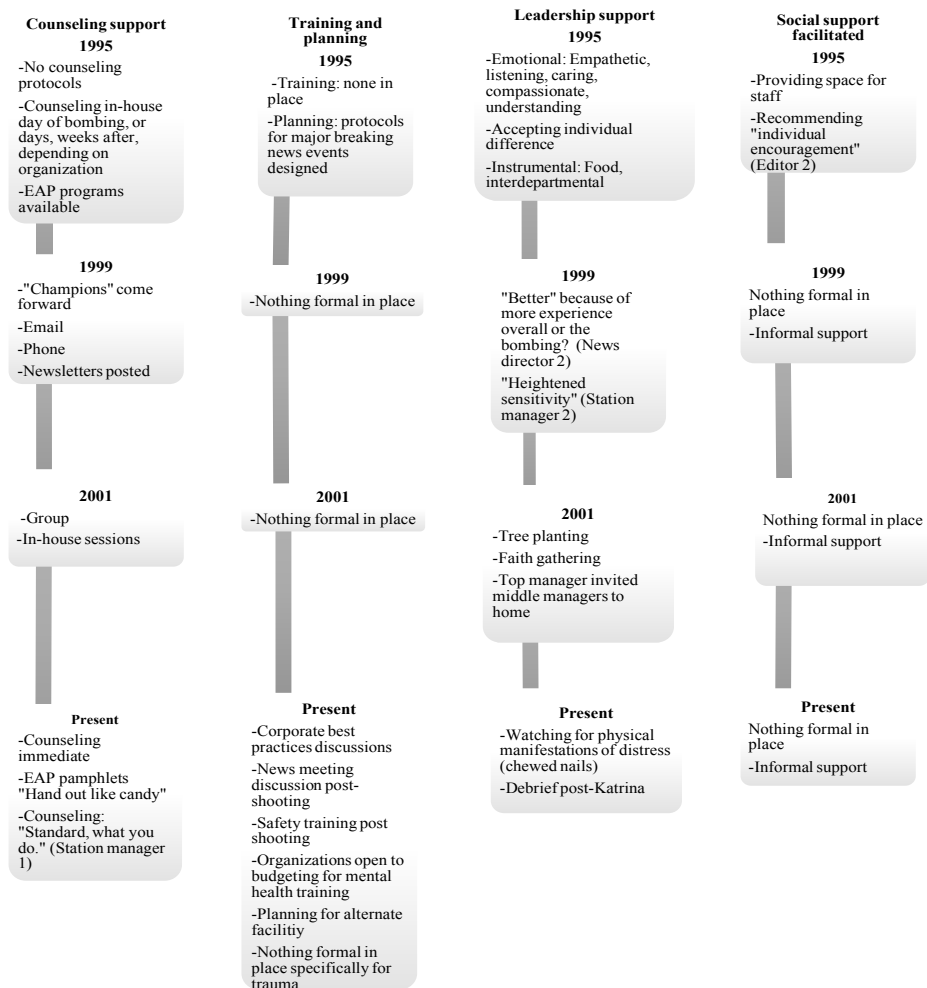 Counseling support
1995
-No counseling
protocols
-Counseling in-house
day of bombing, or
days, weeks after,
depending on
organization
-EAP programs
available
1999
-"Champions" come
forward
-Email
-Phone
-Newsletters posted
2001
-Group
-In-house sessions
Present
-Counseling
immediate
-EAP pamphlets
"Hand out like candy"
-Counseling:
"Standard, what you
do." (Station manager
1)
Training and
planning
1995
-Training: none in
place
-Planning: protocols
for major breaking
news events
designed
1999
-Nothing formal in place
2001
-Nothing formal in place
Present
-Corporate best
practices discussions
-News meeting
discussion post-
shooting
-Safety training post
shooting
-Organizations open to
budgeting for mental
health training
-Planning for alternate
facilitiy
-Nothing formal in
place specifically for
trauma
Leadership support
1995
-Emotional: Empathetic,
listening, caring,
compassionate,
understanding
-Accepting individual
difference
-Instrumental: Food,
interdepartmental
1999
"Better" because of
more experience
overall or the
bombing? (News
director 2)
"Heightened
sensitivity" (Station
manager 2)
2001
-Tree planting
-Faith gathering
-Top manager invited
middle managers to
home
Present
-Watching for physical
manifestations of distress
(chewed nails)
-Debrief post-Katrina
Social support
facilitated
1995
-Providing space for
staff
-Recommending
"individual
encouragement"
(Editor 2)
1999
Nothing formal in
place
-Informal support
2001
Nothing formal in place
-Informal support
Present
Nothing formal in
place
-Informal support